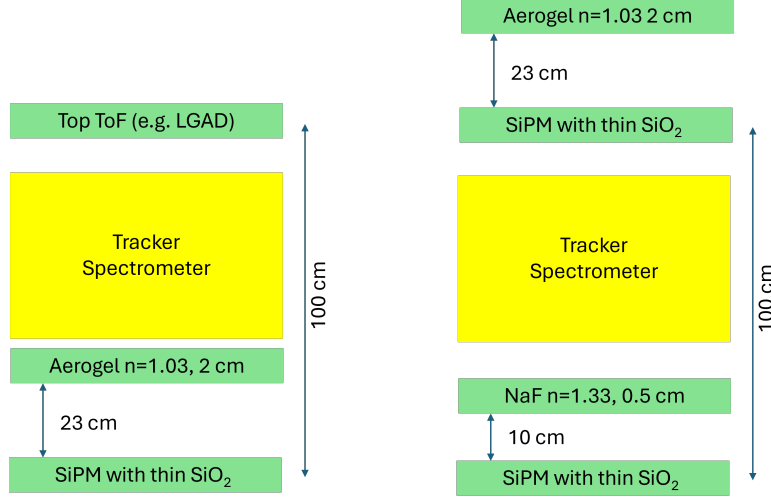 Top ToF (e.g. LGAD)
Tracker
Spectrometer
100 cm
Aerogel n=1.03, 2 cm
23 cm
SiPM with thin SiO₂
Aerogel n=1.03 2 cm
23 cm
SiPM with thin SiO₂
Tracker
Spectrometer
100 cm
NaF n=1.33, 0.5 cm
10 cm
SiPM with thin SiO₂